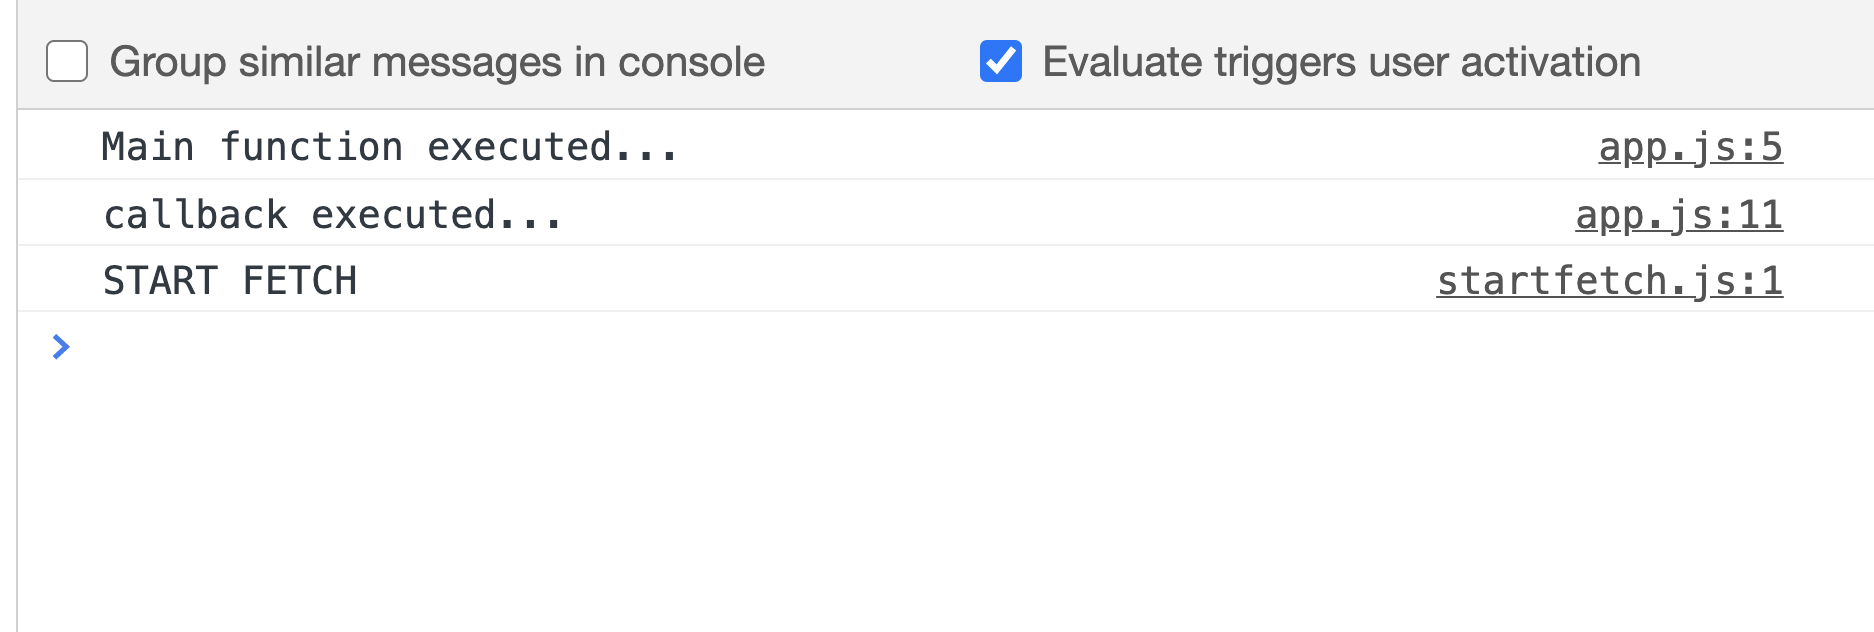 Group similar messages in console Evaluate triggers user activation
Main function executed... app.js:5
callback executed... app.js:11
START FETCH startfetch.js:1